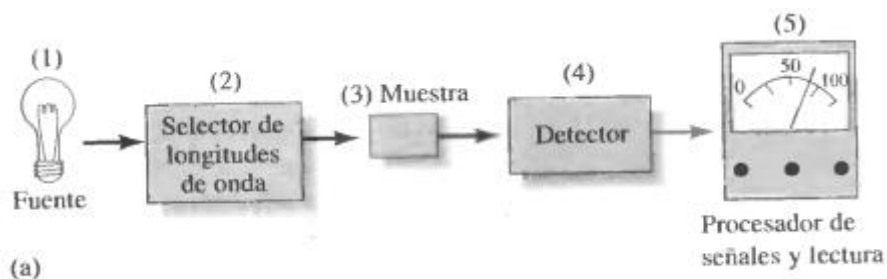 (1)
Fuente
(2)
Selector de
longitudes
de onda
(3) Muestra
(4)
Detector
(5)
0 50 100
Procesador de
señales y lectura
(a)